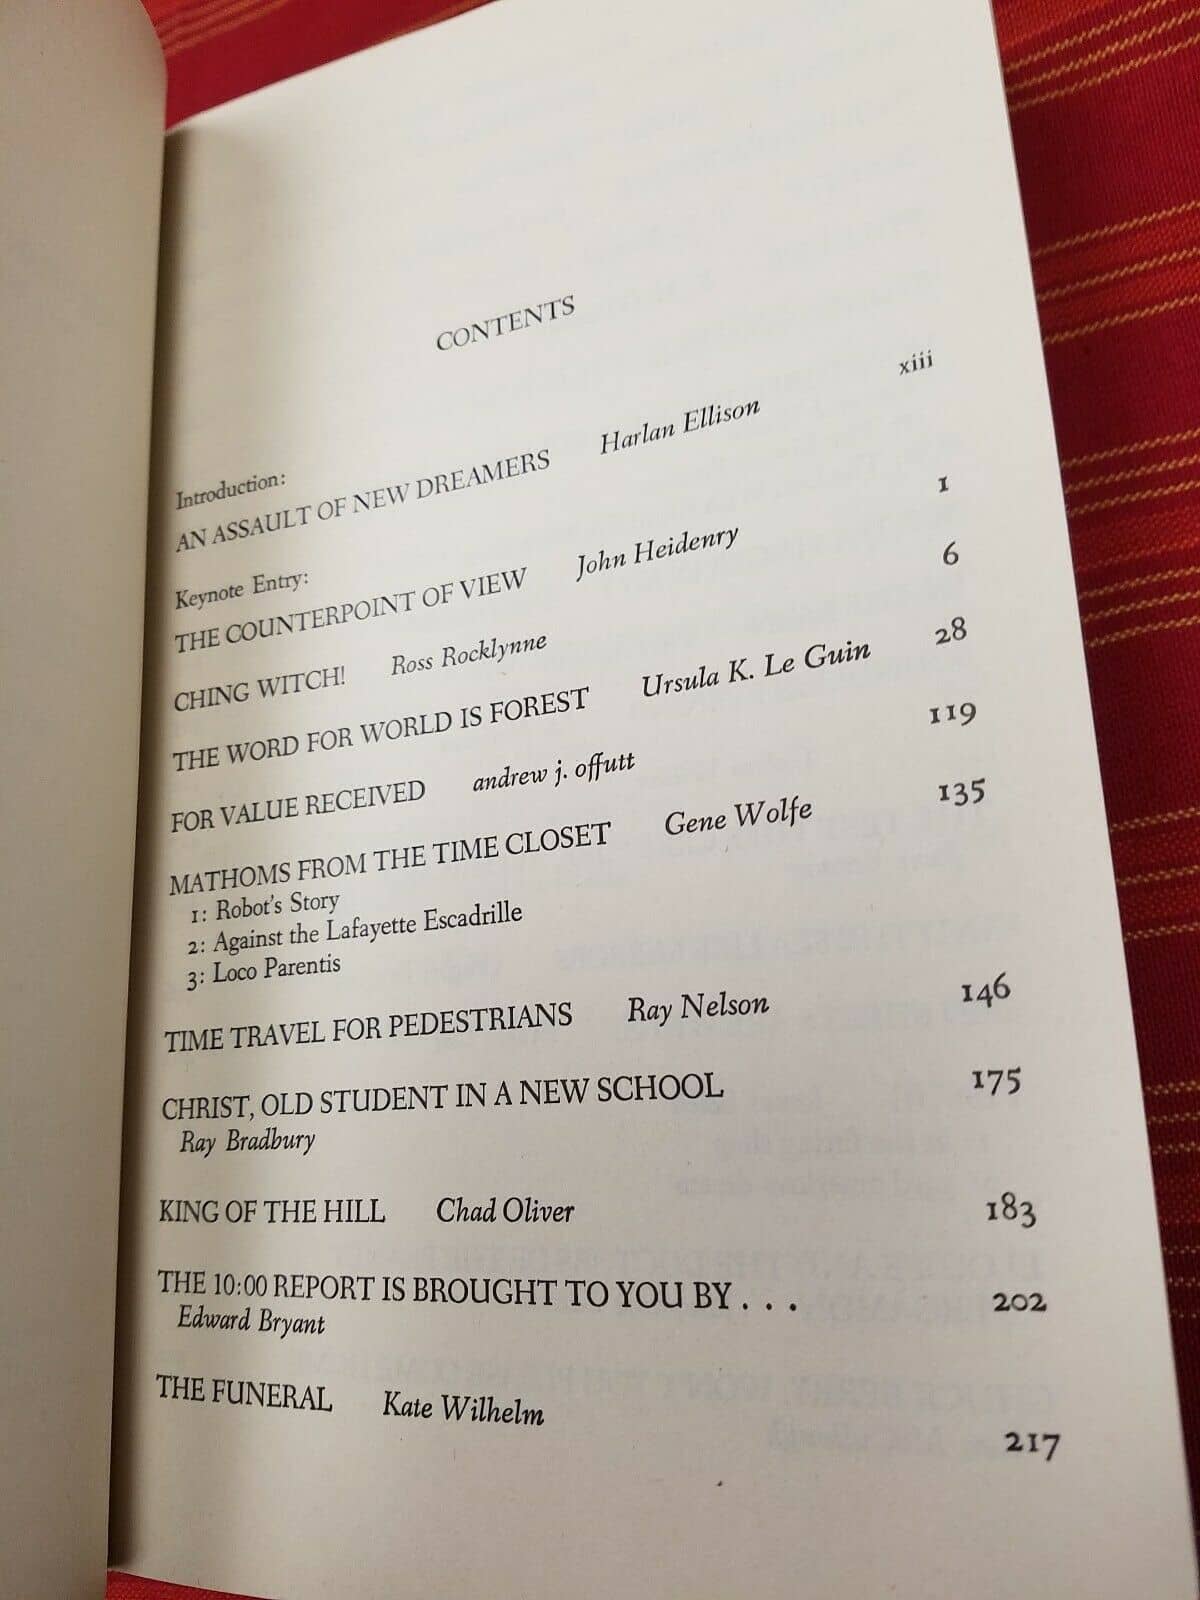 CONTENTS
Introduction:
AN ASSAULT OF NEW DREAMERS Harlan Ellison xiii
Keynote Entry:
THE COUNTERPOINT OF VIEW John Heidenry 1
CHING WITCH! Ross Rocklynne 6
THE WORD FOR WORLD IS FOREST Ursula K. Le Guin 28
FOR VALUE RECEIVED andrew j. offutt 119
MATHOMS FROM THE TIME CLOSET Gene Wolfe 135
1: Robot's Story
2: Against the Lafayette Escadrille
3: Loco Parentis
TIME TRAVEL FOR PEDESTRIANS Ray Nelson 146
CHRIST, OLD STUDENT IN A NEW SCHOOL 175
Ray Bradbury
KING OF THE HILL Chad Oliver 183
THE 10:00 REPORT IS BROUGHT TO YOU BY . . . 202
Edward Bryant
THE FUNERAL Kate Wilhelm 217